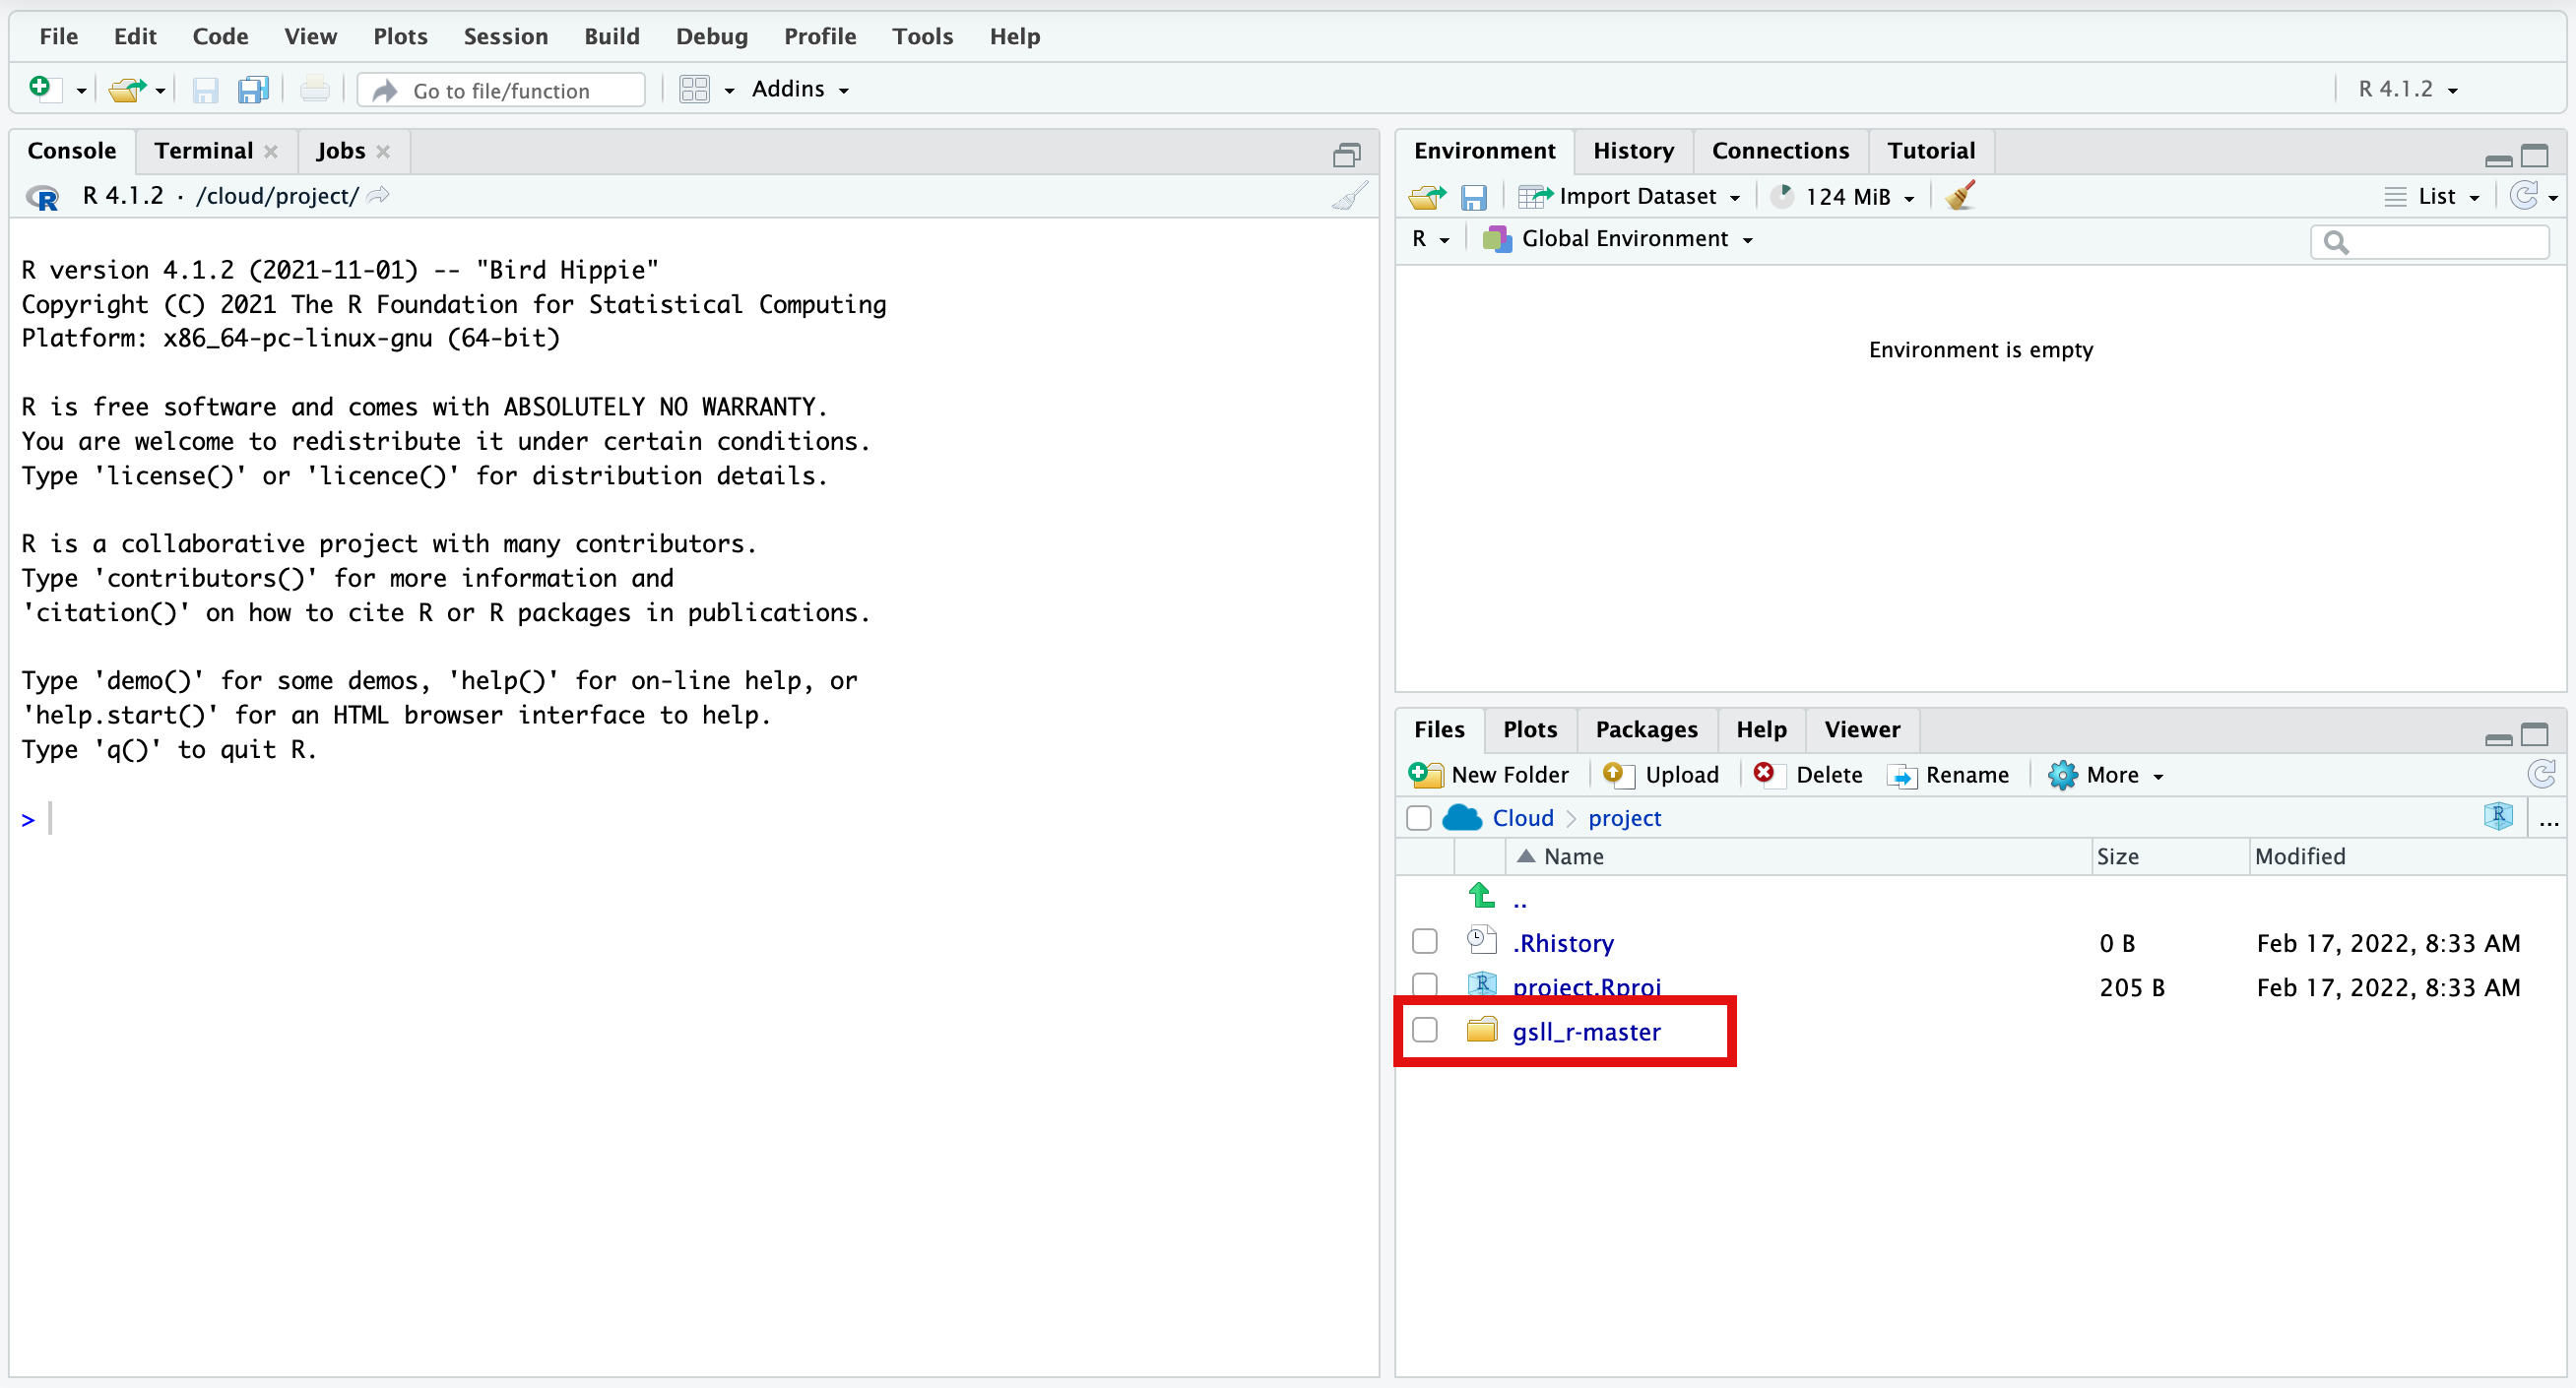 File Edit Code View Plots Session Build Debug Profile Tools Help
Go to file/function Addins R 4.1.2
Console Terminal Jobs
R 4.1.2 · /cloud/project/
R version 4.1.2 (2021-11-01) -- "Bird Hippie"
Copyright (C) 2021 The R Foundation for Statistical Computing
Platform: x86_64-pc-linux-gnu (64-bit)
R is free software and comes with ABSOLUTELY NO WARRANTY.
You are welcome to redistribute it under certain conditions.
Type 'license()' or 'licence()' for distribution details.
R is a collaborative project with many contributors.
Type 'contributors()' for more information and
'citation()' on how to cite R or R packages in publications.
Type 'demo()' for some demos, 'help()' for on-line help, or
'help.start()' for an HTML browser interface to help.
Type 'q()' to quit R.
>
Environment History Connections Tutorial
Import Dataset 124 MiB List
R Global Environment
Environment is empty
Files Plots Packages Help Viewer
New Folder Upload Delete Rename More
Cloud project R ...
Name Size Modified
..
.Rhistory 0 B Feb 17, 2022, 8:33 AM
project.Rproj 205 B Feb 17, 2022, 8:33 AM
gsll_r-master